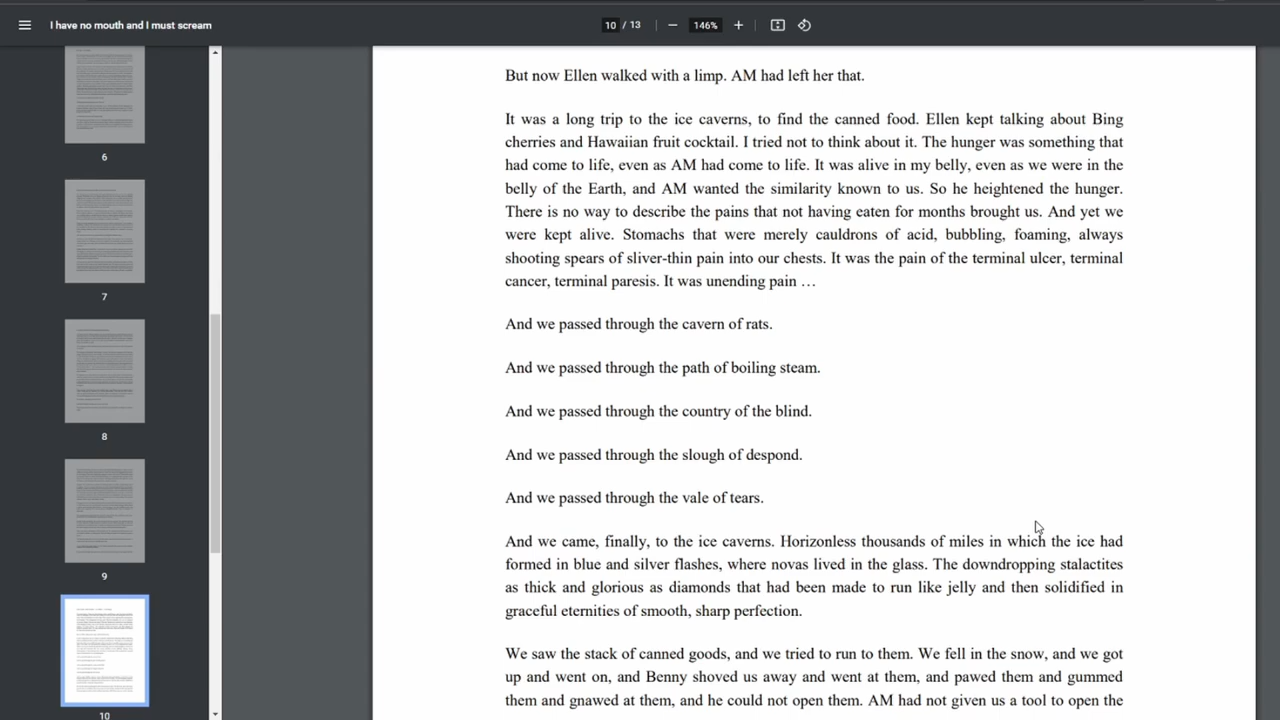 I have no mouth and I must scream
10 / 13
146%
6
7
8
9
10
But now Ellen walked with a limp. AM had left her that.
It was a long trip to the ice caverns, to find the canned food. Ellen kept talking about Bing
cherries and Hawaiian fruit cocktail. I tried not to think about it. The hunger was something that
had come to life, even as AM had come to life. It was alive in my belly, even as we were in the
belly of the Earth, and AM wanted the similarity known to us. So he heightened the hunger.
There is no way to describe the pains that not having eaten for months brought us. And yet we
were kept alive. Stomachs that were merely cauldrons of acid, bubbling, foaming, always
shooting spears of sliver-thin pain into our chests. It was the pain of the terminal ulcer, terminal
cancer, terminal paresis. It was unending pain …
And we passed through the cavern of rats.
And we passed through the path of boiling steam.
And we passed through the country of the blind.
And we passed through the slough of despond.
And we passed through the vale of tears.
And we came, finally, to the ice caverns. Horizonless thousands of miles in which the ice had
formed in blue and silver flashes, where novas lived in the glass. The downdropping stalactites
as thick and glorious as diamonds that had been made to run like jelly and then solidified in
graceful eternities of smooth, sharp perfection.
We saw the stack of canned goods, and we tried to run to them. We fell in the snow, and we got
up and went on, and Benny shoved us away and went at them, and pawed them and gummed
them and gnawed at them, and he could not open them. AM had not given us a tool to open the